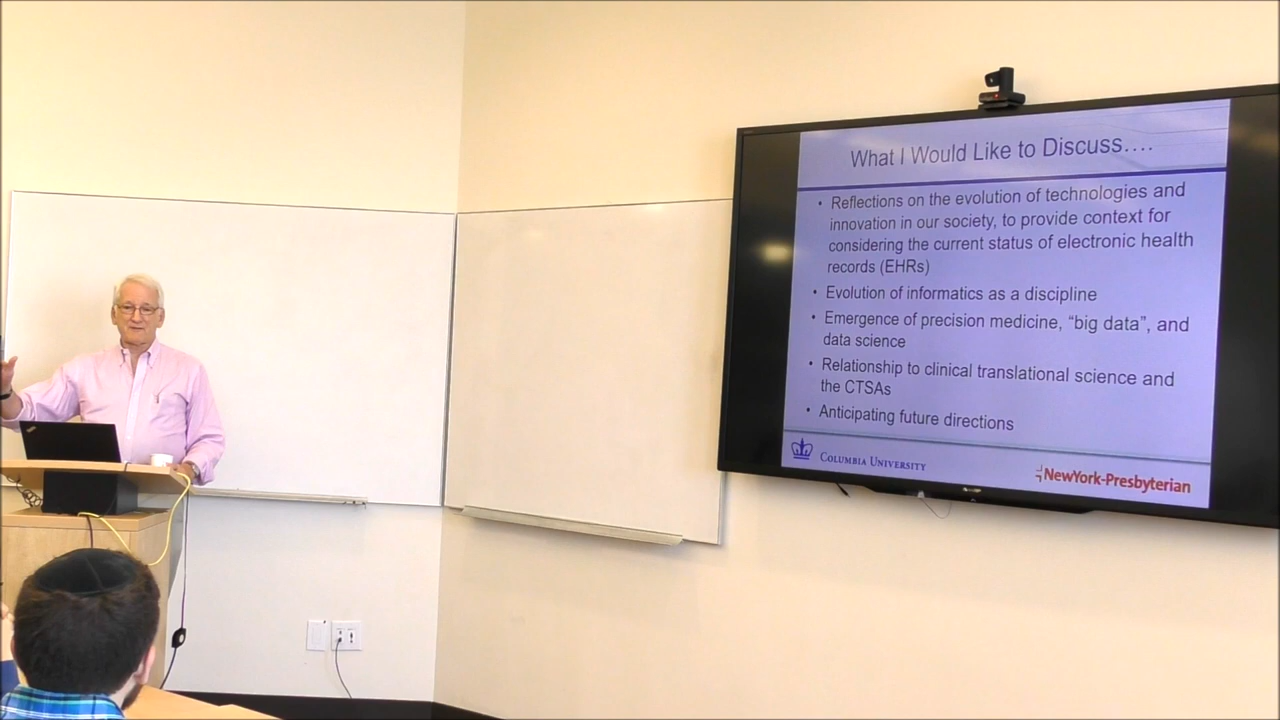 What I Would Like to Discuss….
• Reflections on the evolution of technologies and
innovation in our society, to provide context for
considering the current status of electronic health
records (EHRs)
• Evolution of informatics as a discipline
• Emergence of precision medicine, “big data”, and
data science
• Relationship to clinical translational science and
the CTSAs
• Anticipating future directions
COLUMBIA UNIVERSITY
NewYork-Presbyterian